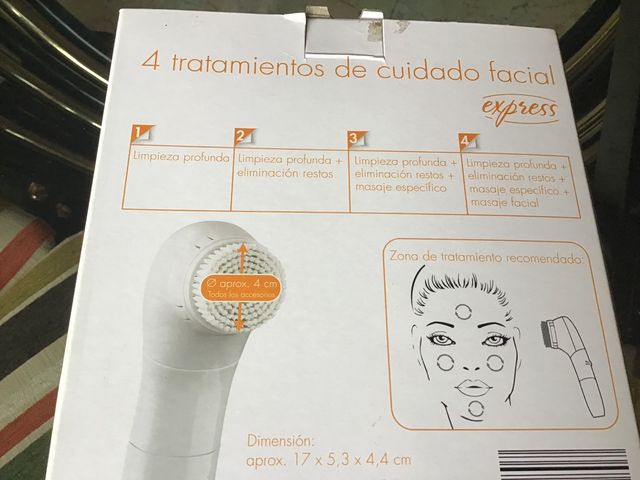 4 tratamientos de cuidado facial
express
1
Limpieza profunda
2
Limpieza profunda +
eliminación restos
3
Limpieza profunda +
eliminación restos +
masaje específico
4
Limpieza profunda +
eliminación restos +
masaje específico +
masaje facial
Ø aprox. 4 cm
Todos los accesorios
Zona de tratamiento recomendado:
Dimensión:
aprox. 17 x 5,3 x 4,4 cm